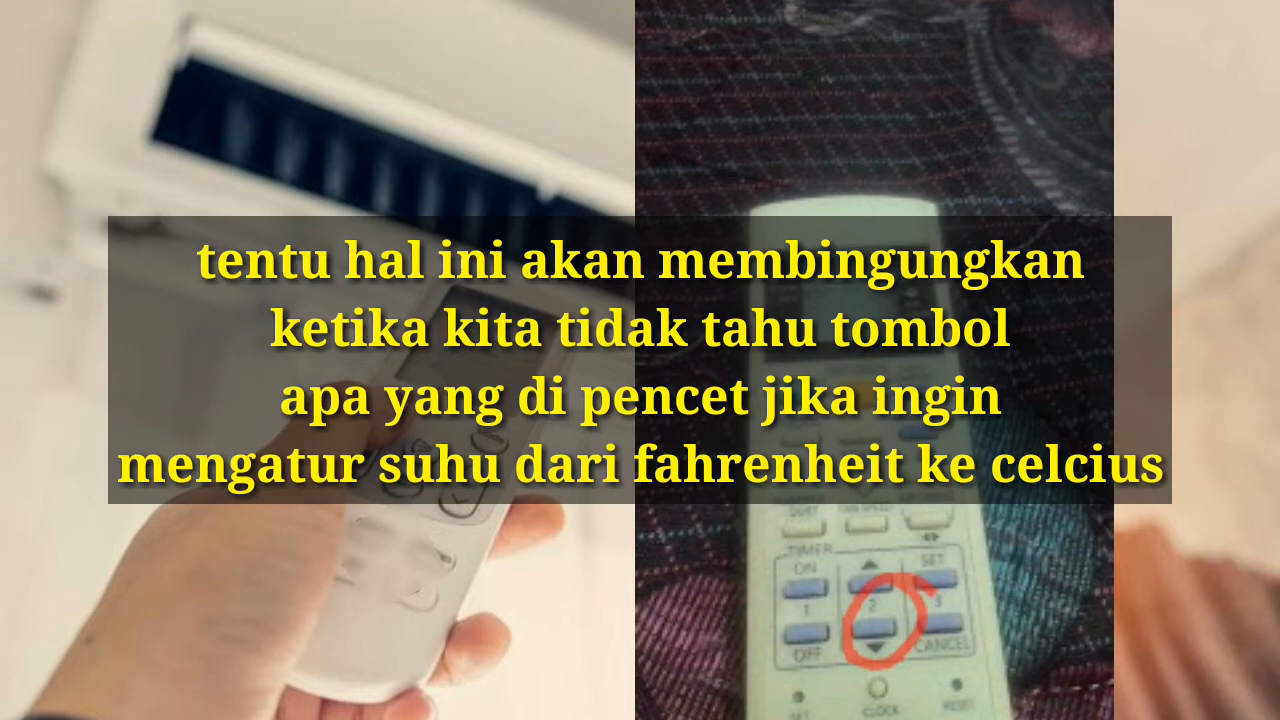 tentu hal ini akan membingungkan
ketika kita tidak tahu tombol
apa yang di pencet jika ingin
mengatur suhu dari fahrenheit ke celcius
TIMER
ON
SET
1
2
3
OFF
CANCEL
CLOCK